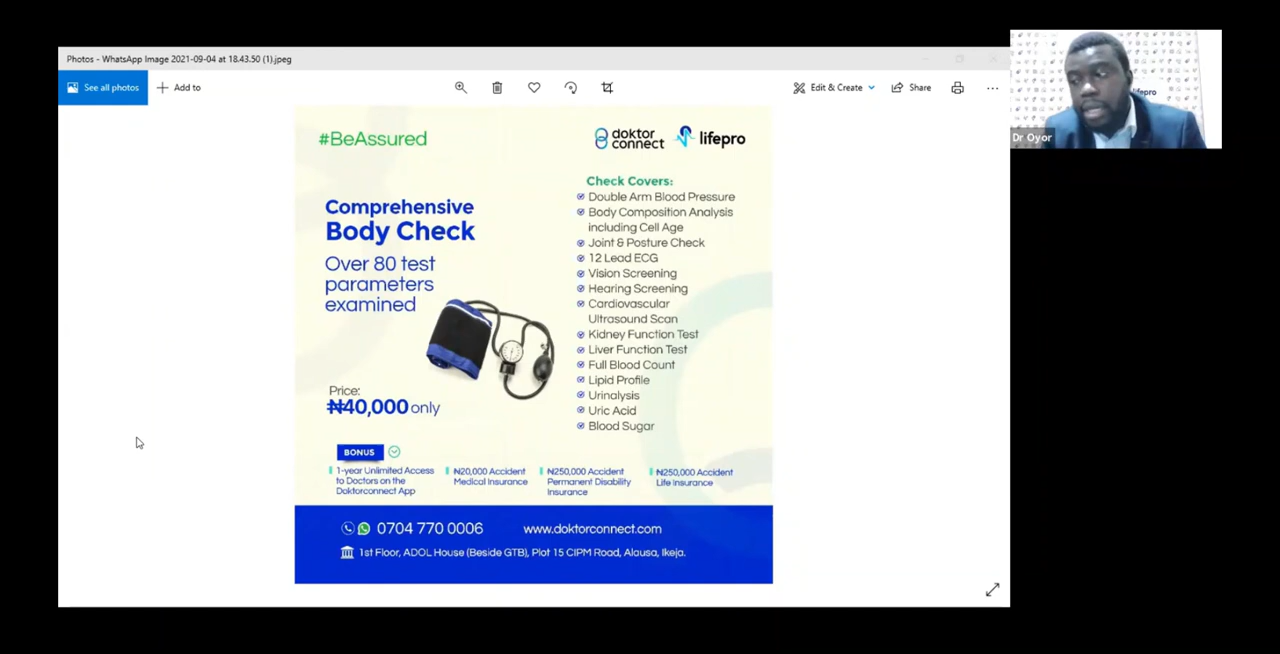 Photos - WhatsApp Image 2021-09-04 at 18.43.50 (1).jpeg
See all photos
Add to
Edit & Create
Share
#BeAssured
doktor
connect
lifepro
Comprehensive
Body Check
Over 80 test
parameters
examined
Price:
₦40,000 only
Check Covers:
Double Arm Blood Pressure
Body Composition Analysis
including Cell Age
Joint & Posture Check
12 Lead ECG
Vision Screening
Hearing Screening
Cardiovascular
Ultrasound Scan
Kidney Function Test
Liver Function Test
Full Blood Count
Lipid Profile
Urinalysis
Uric Acid
Blood Sugar
BONUS
1-year Unlimited Access
to Doctors on the
Doktorconnect App
₦20,000 Accident
Medical Insurance
₦250,000 Accident
Permanent Disability
Insurance
₦250,000 Accident
Life Insurance
0704 770 0006
www.doktorconnect.com
1st Floor, ADOL House (Beside GTB), Plot 15 CIPM Road, Alausa, Ikeja.
lifepro
Dr Oyor